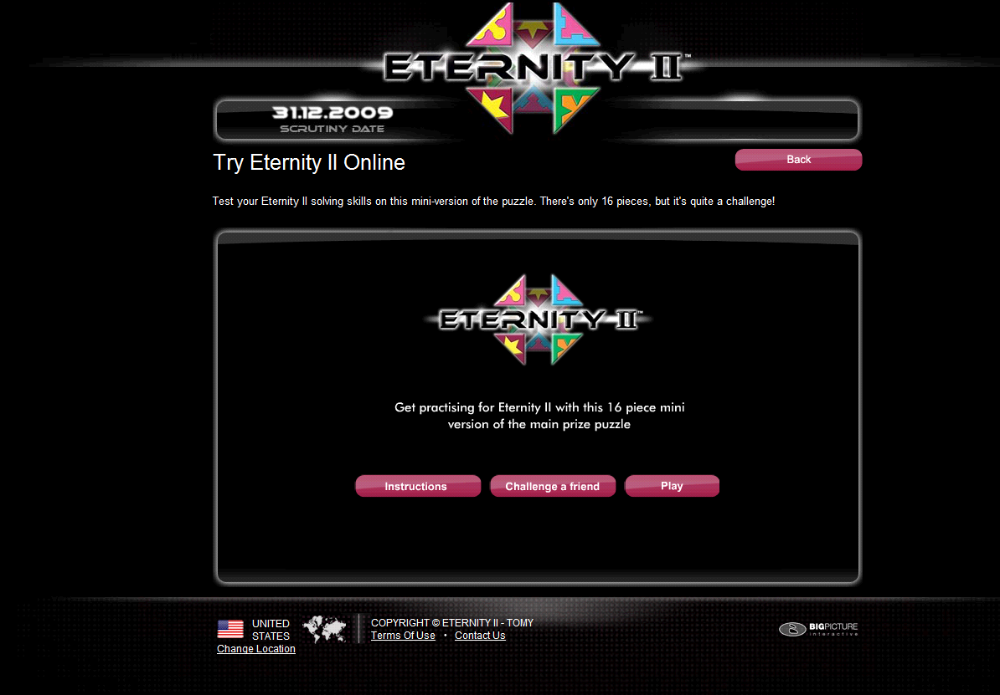 ETERNITY II™
31.12.2009
SCRUTINY DATE
Try Eternity II Online
Back
Test your Eternity II solving skills on this mini-version of the puzzle. There's only 16 pieces, but it's quite a challenge!
ETERNITY II™
Get practising for Eternity II with this 16 piece mini
version of the main prize puzzle
Instructions
Challenge a friend
Play
UNITED
STATES
Change Location
COPYRIGHT © ETERNITY II - TOMY
Terms Of Use • Contact Us
BIGPICTURE
interactive